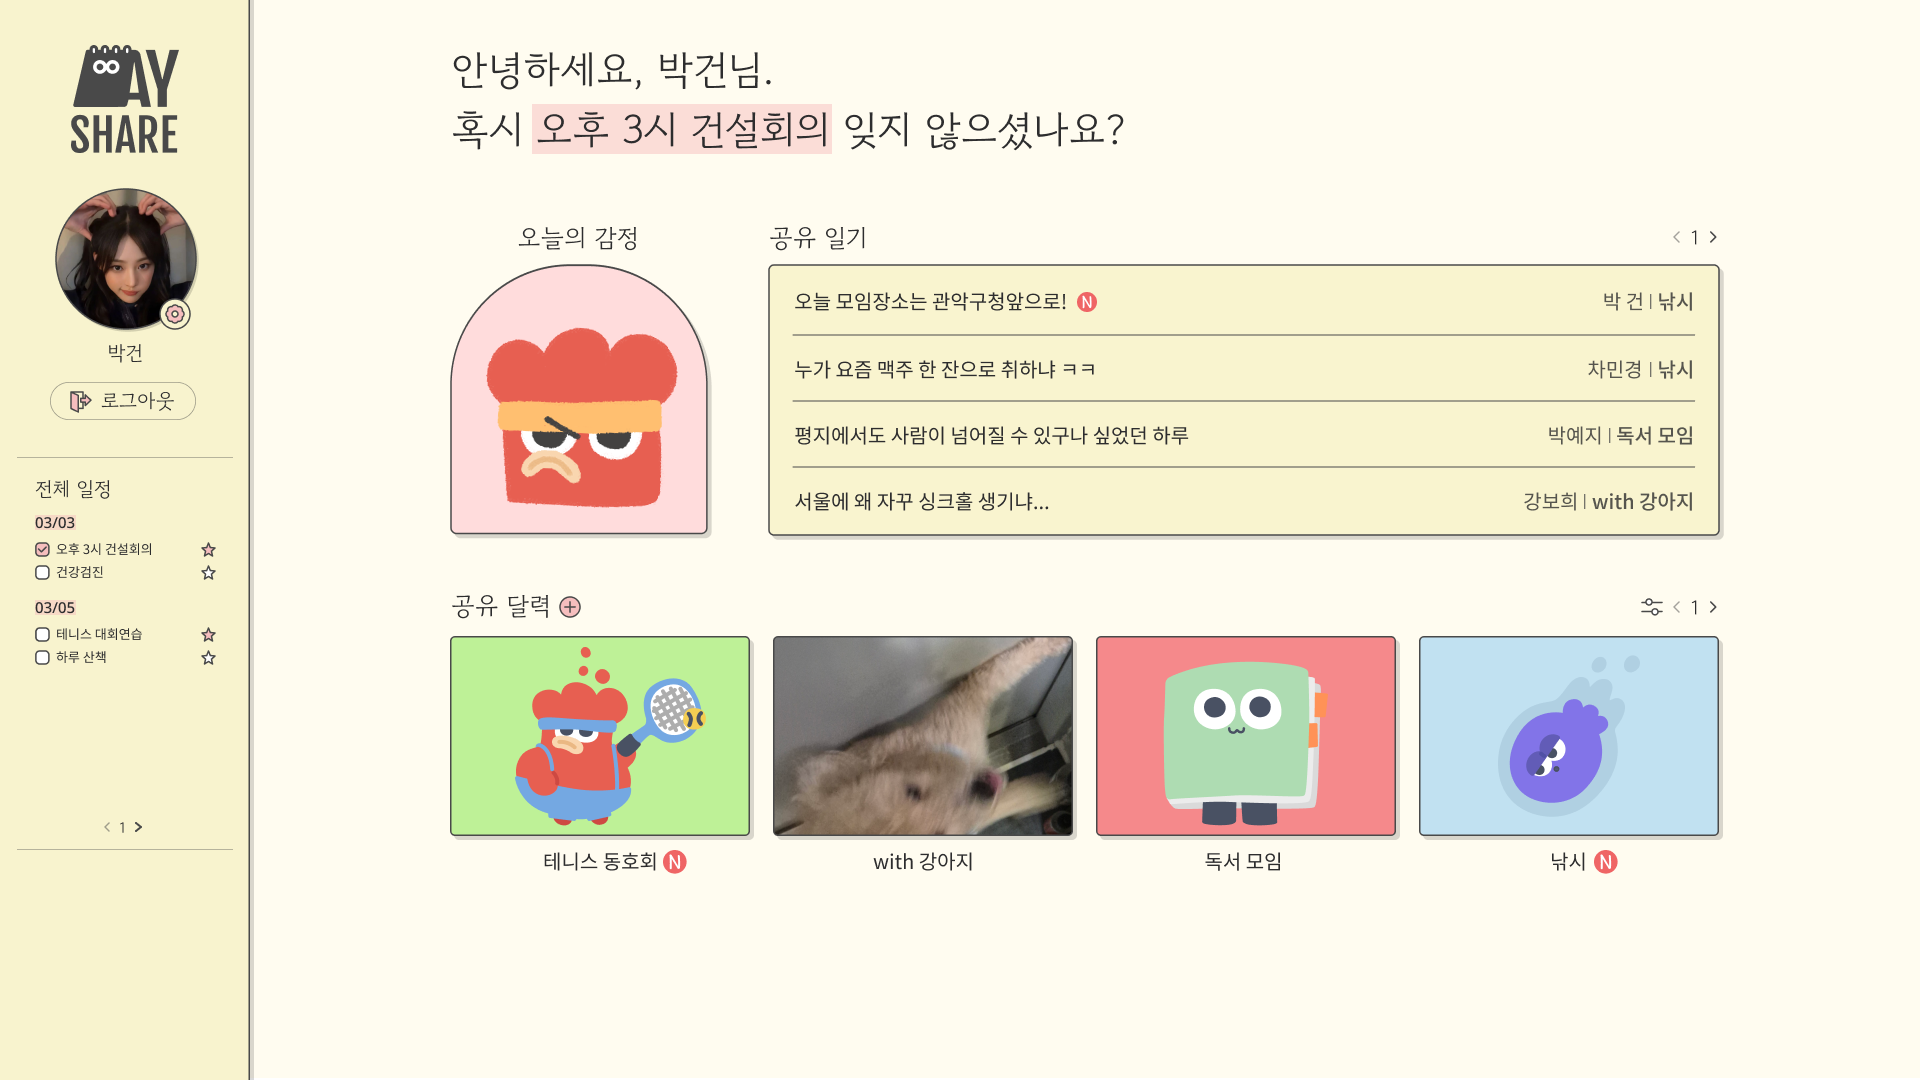 DAY
SHARE
박건
로그아웃
전체 일정
03/03
오후 3시 건설회의
건강검진
03/05
테니스 대회연습
하루 산책
< 1 >
안녕하세요, 박건님.
혹시 오후 3시 건설회의 잊지 않으셨나요?
오늘의 감정
공유 일기
< 1 >
오늘 모임장소는 관악구청앞으로! N 박 건 | 낚시
누가 요즘 맥주 한 잔으로 취하냐 ㅋㅋ 차민경 | 낚시
평지에서도 사람이 넘어질 수 있구나 싶었던 하루 박예지 | 독서 모임
서울에 왜 자꾸 싱크홀 생기냐... 강보희 | with 강아지
공유 달력
< 1 >
테니스 동호회 N
with 강아지
독서 모임
낚시 N